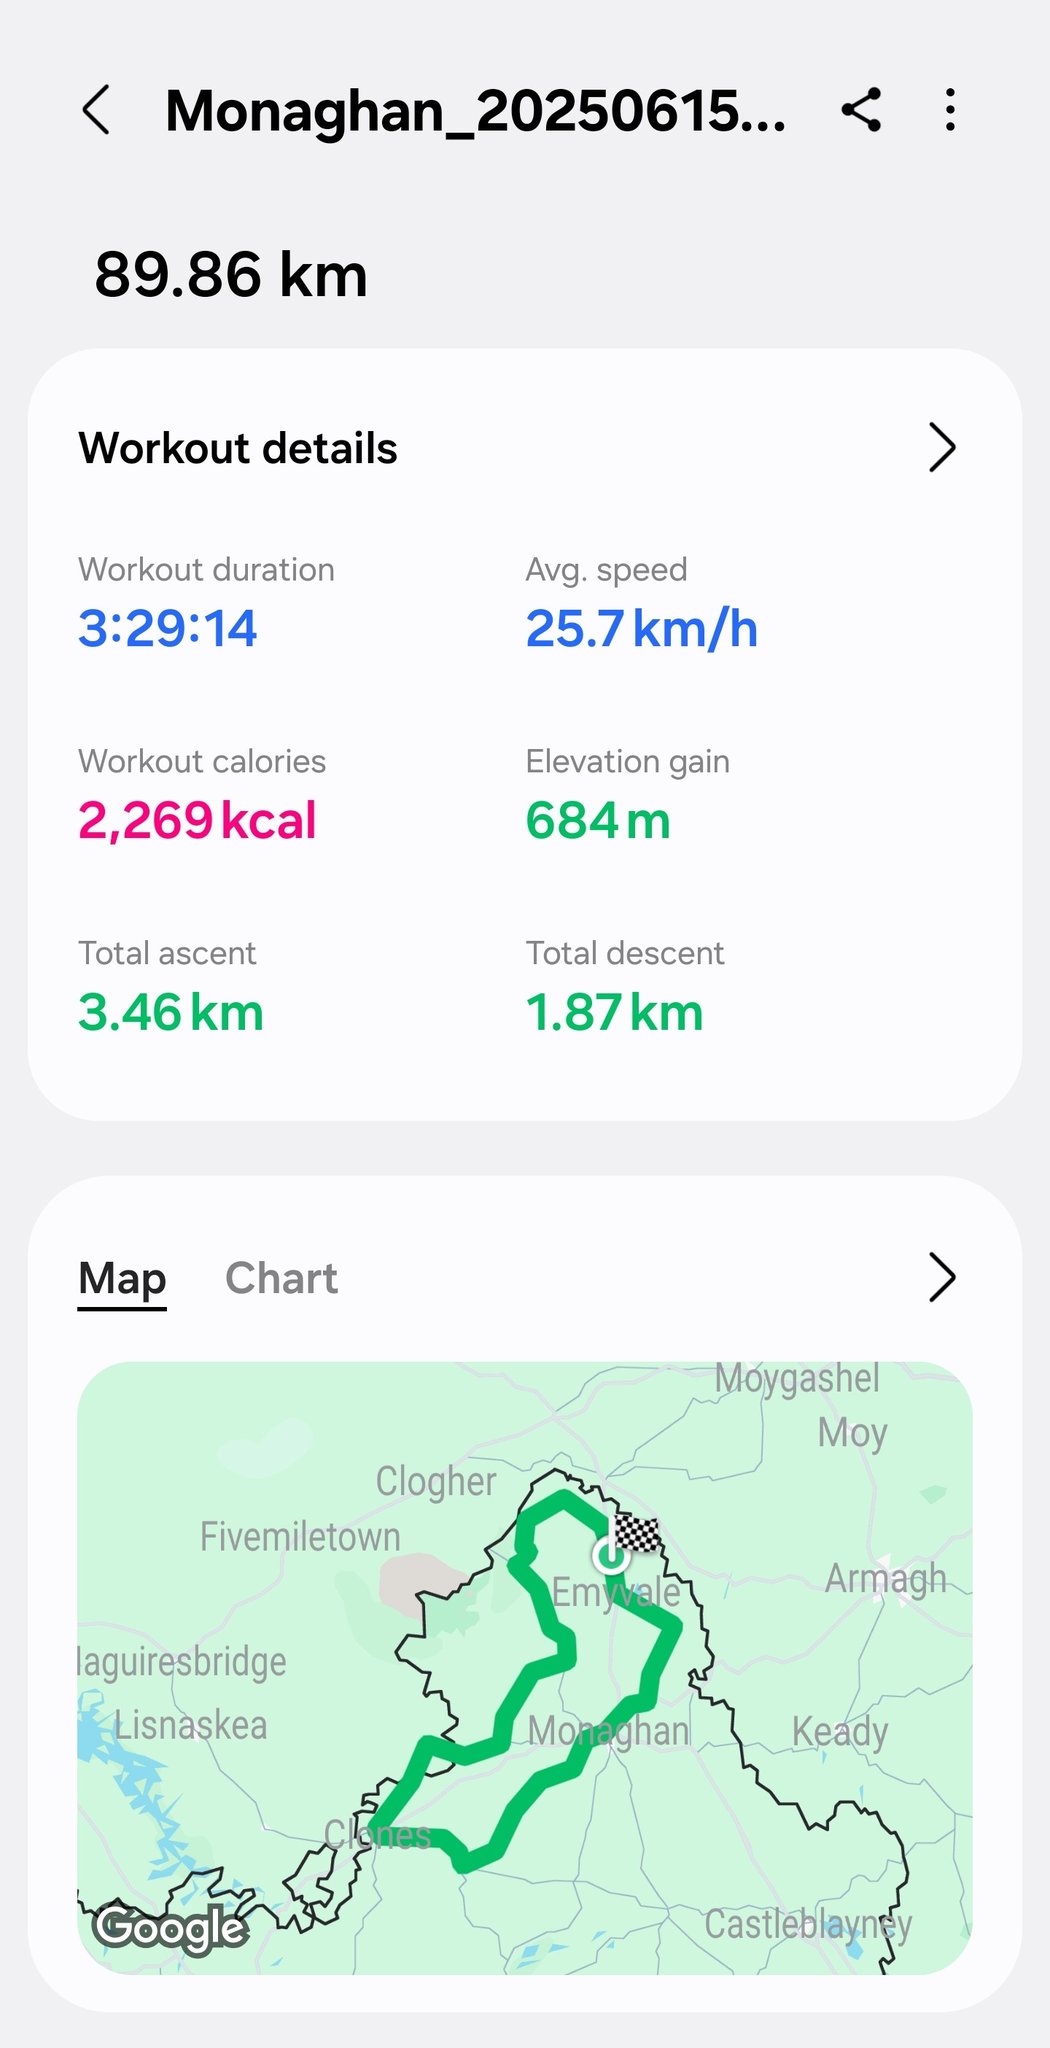 Monaghan_20250615...
89.86 km
Workout details
Workout duration
Avg. speed
3:29:14
25.7 km/h
Workout calories
Elevation gain
2,269 kcal
684 m
Total ascent
Total descent
3.46 km
1.87 km
Map
Chart
Moygashel
Moy
Clogher
Fivemiletown
Armagh
Emyvale
laguiresbridge
Lisnaskea
Monaghan
Keady
Clones
Castleblayney
Google